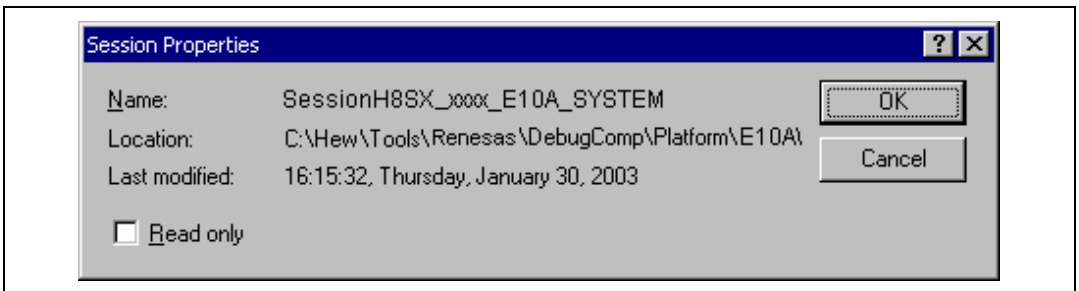 Session Properties
Name: SessionH8SX_xxxx_E10A_SYSTEM
OK
Location: C:\Hew\Tools\Renesas\DebugComp\Platform\E10A\
Cancel
Last modified: 16:15:32, Thursday, January 30, 2003
Read only